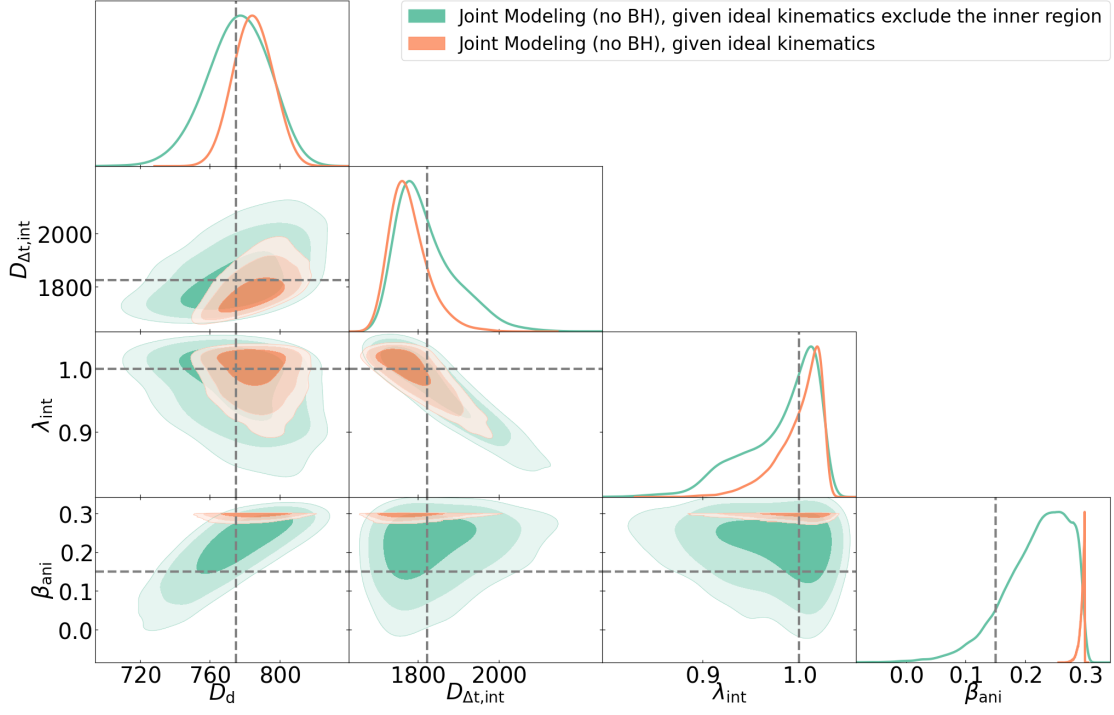 Joint Modeling (no BH), given ideal kinematics exclude the inner region
Joint Modeling (no BH), given ideal kinematics
D_Δt,int
2000
1800
λ_int
1.0
0.9
β_ani
0.3
0.2
0.1
0.0
720 760 800 1800 2000 0.9 1.0 0.0 0.1 0.2 0.3
D_d D_Δt,int λ_int β_ani